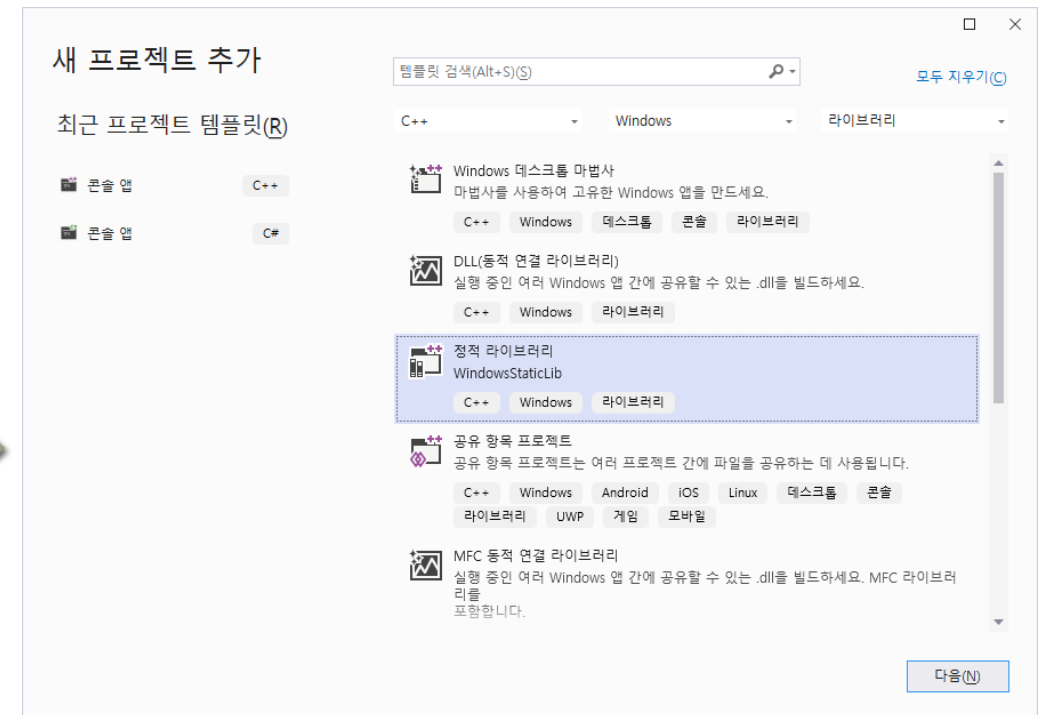 새 프로젝트 추가
템플릿 검색(Alt+S)(S)
모두 지우기(C)
최근 프로젝트 템플릿(R)
C++ Windows 라이브러리
콘솔 앱 C++
콘솔 앱 C#
Windows 데스크톱 마법사
마법사를 사용하여 고유한 Windows 앱을 만드세요.
C++ Windows 데스크톱 콘솔 라이브러리
DLL(동적 연결 라이브러리)
실행 중인 여러 Windows 앱 간에 공유할 수 있는 .dll을 빌드하세요.
C++ Windows 라이브러리
정적 라이브러리
WindowsStaticLib
C++ Windows 라이브러리
공유 항목 프로젝트
공유 항목 프로젝트는 여러 프로젝트 간에 파일을 공유하는 데 사용됩니다.
C++ Windows Android iOS Linux 데스크톱 콘솔
라이브러리 UWP 게임 모바일
MFC 동적 연결 라이브러리
실행 중인 여러 Windows 앱 간에 공유할 수 있는 .dll을 빌드하세요. MFC 라이브러
리를
포함합니다.
다음(N)